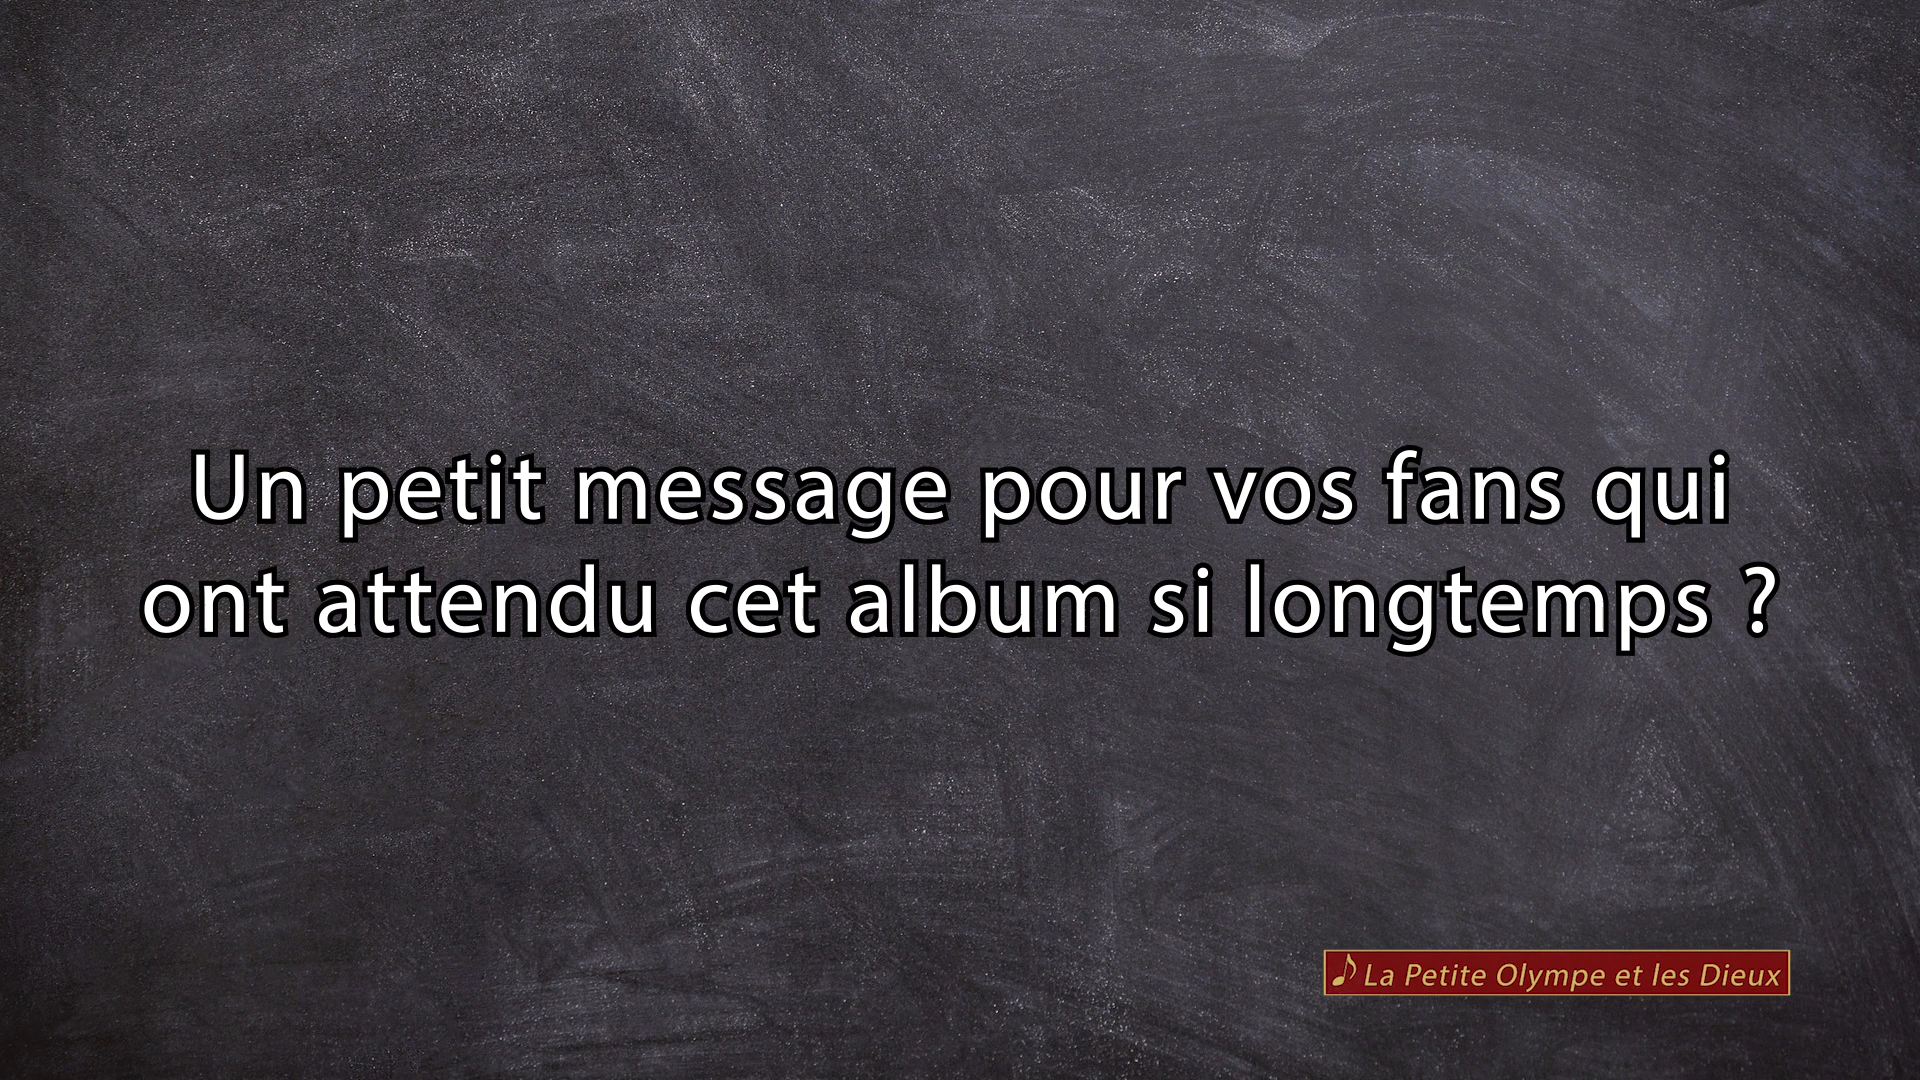 Un petit message pour vos fans qui
ont attendu cet album si longtemps ?
♪ La Petite Olympe et les Dieux